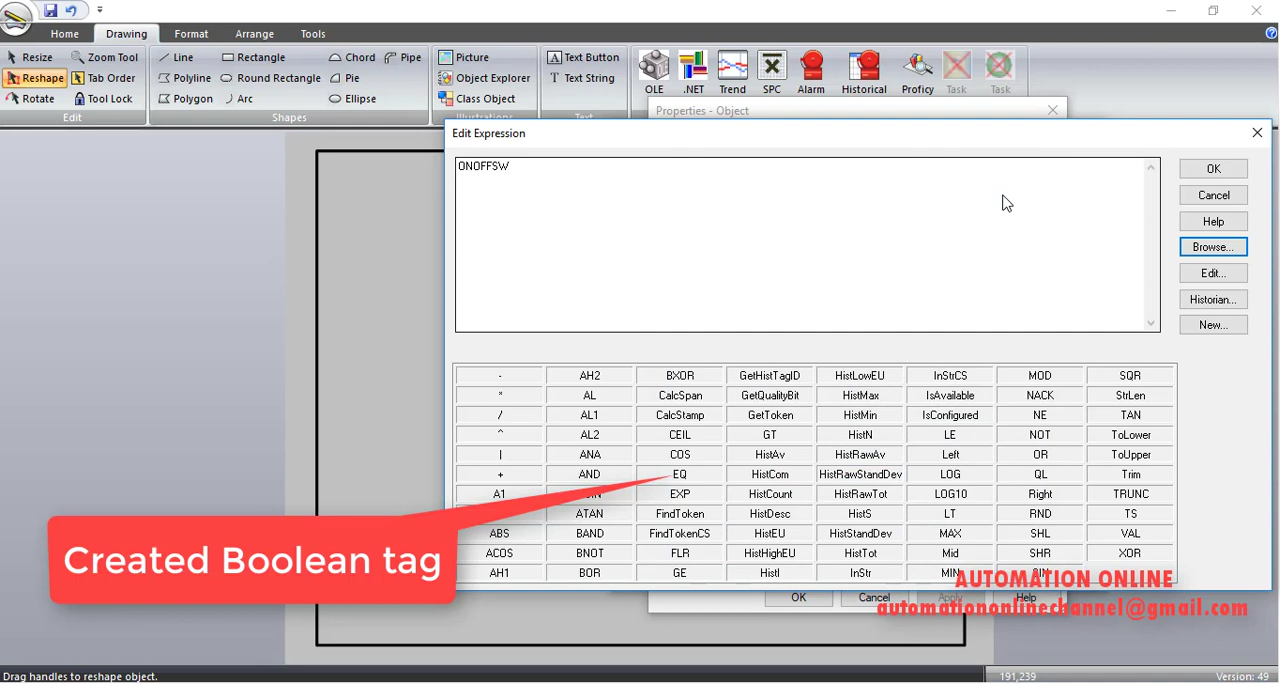 Home Drawing Format Arrange Tools
Resize Zoom Tool Line Rectangle Chord Pipe Picture Text Button
Reshape Tab Order Polyline Round Rectangle Pie Object Explorer Text String
Rotate Tool Lock Polygon Arc Ellipse Class Object
OLE .NET Trend SPC Alarm Historical Proficy Task Task
Edit Shapes Illustrations Text
Properties - Object
Edit Expression
ONOFFSW
OK
Cancel
Help
Browse...
Edit...
Historian...
New...
- AH2 BXOR GetHistTagID HistLowEU InStrCS MOD SQR
* AL CalcSpan GetQualityBit HistMax IsAvailable NACK StrLen
/ AL1 CalcStamp GetToken HistMin IsConfigured NE TAN
^ AL2 CEIL GT HistN LE NOT ToLower
| ANA COS HistAv HistRawAv Left OR ToUpper
+ AND EQ HistCom HistRawStandDev LOG QL Trim
A1 EXP HistCount HistRawTot LOG10 Right TRUNC
ATAN FindToken HistDesc HistS LT RND TS
ABS BAND FindTokenCS HistEU HistStandDev MAX SHL VAL
ACOS BNOT FLR HistHighEU HistTot Mid SHR XOR
AH1 BOR GE HistI InStr MIN SIN
Created Boolean tag
OK Cancel Apply Help
AUTOMATION ONLINE
automationonlinechannel@gmail.com
Drag handles to reshape object. 191,239 Version: 49